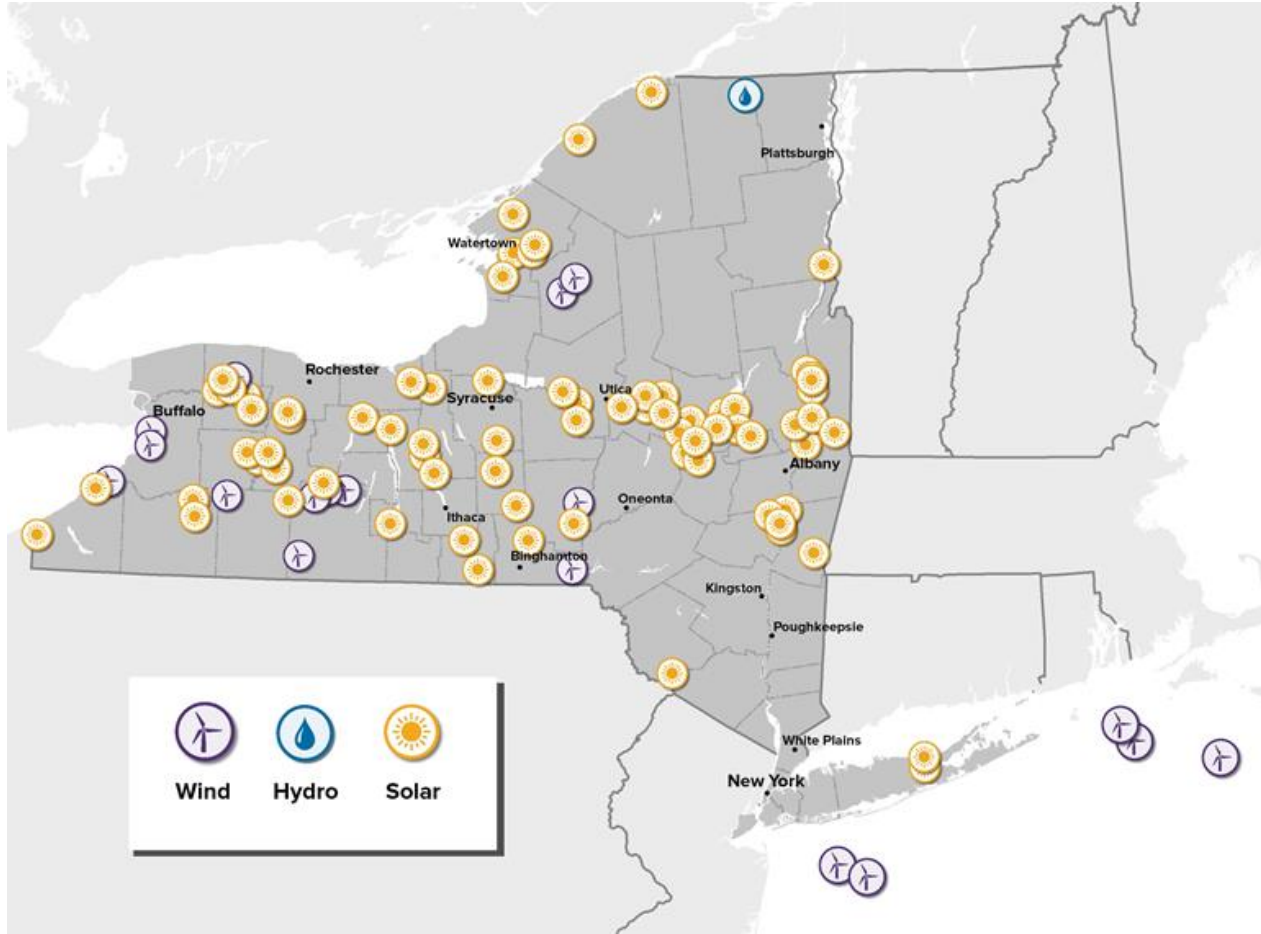 Plattsburgh
Watertown
Rochester
Utica
Syracuse
Buffalo
Albany
Oneonta
Ithaca
Binghamton
Kingston
Poughkeepsie
White Plains
New York
Wind
Hydro
Solar